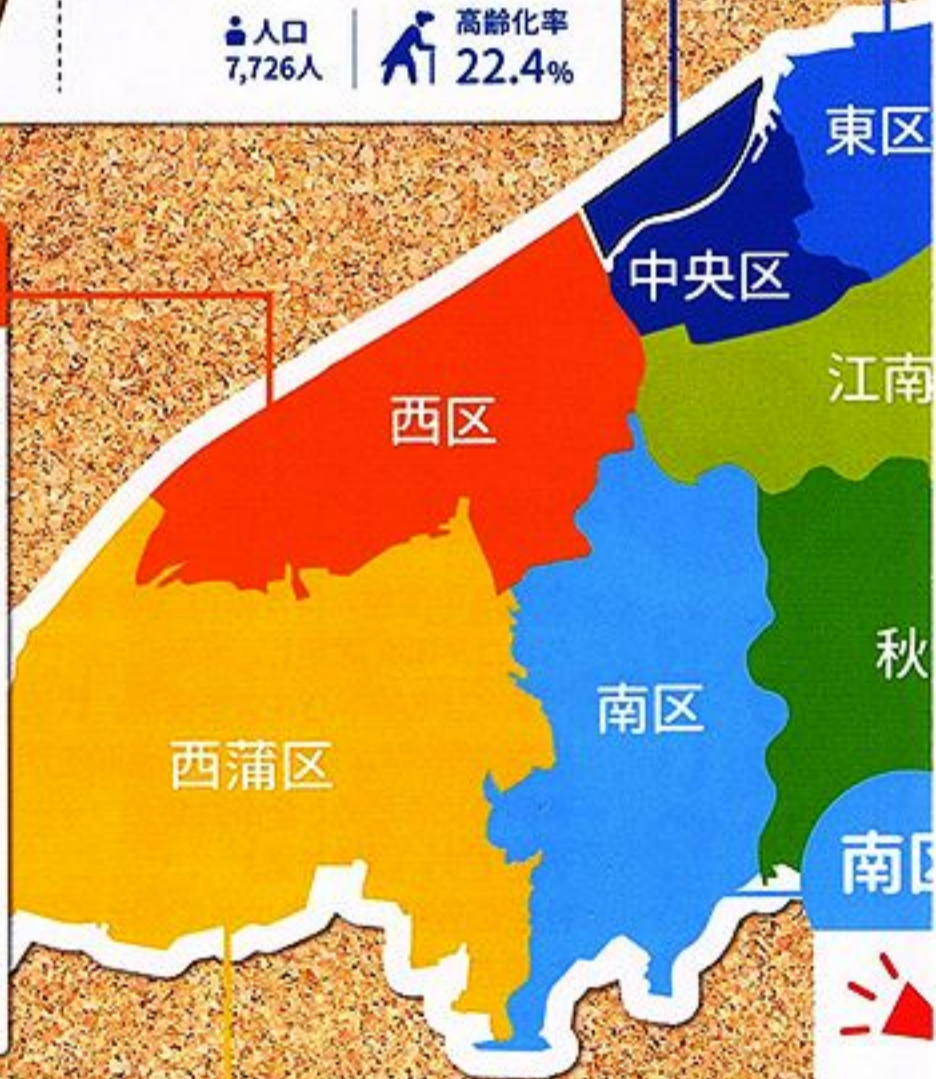 人口
7,726人
高齢化率
22.4%
東区
中央区
江南
西区
秋
南区
西蒲区
南区